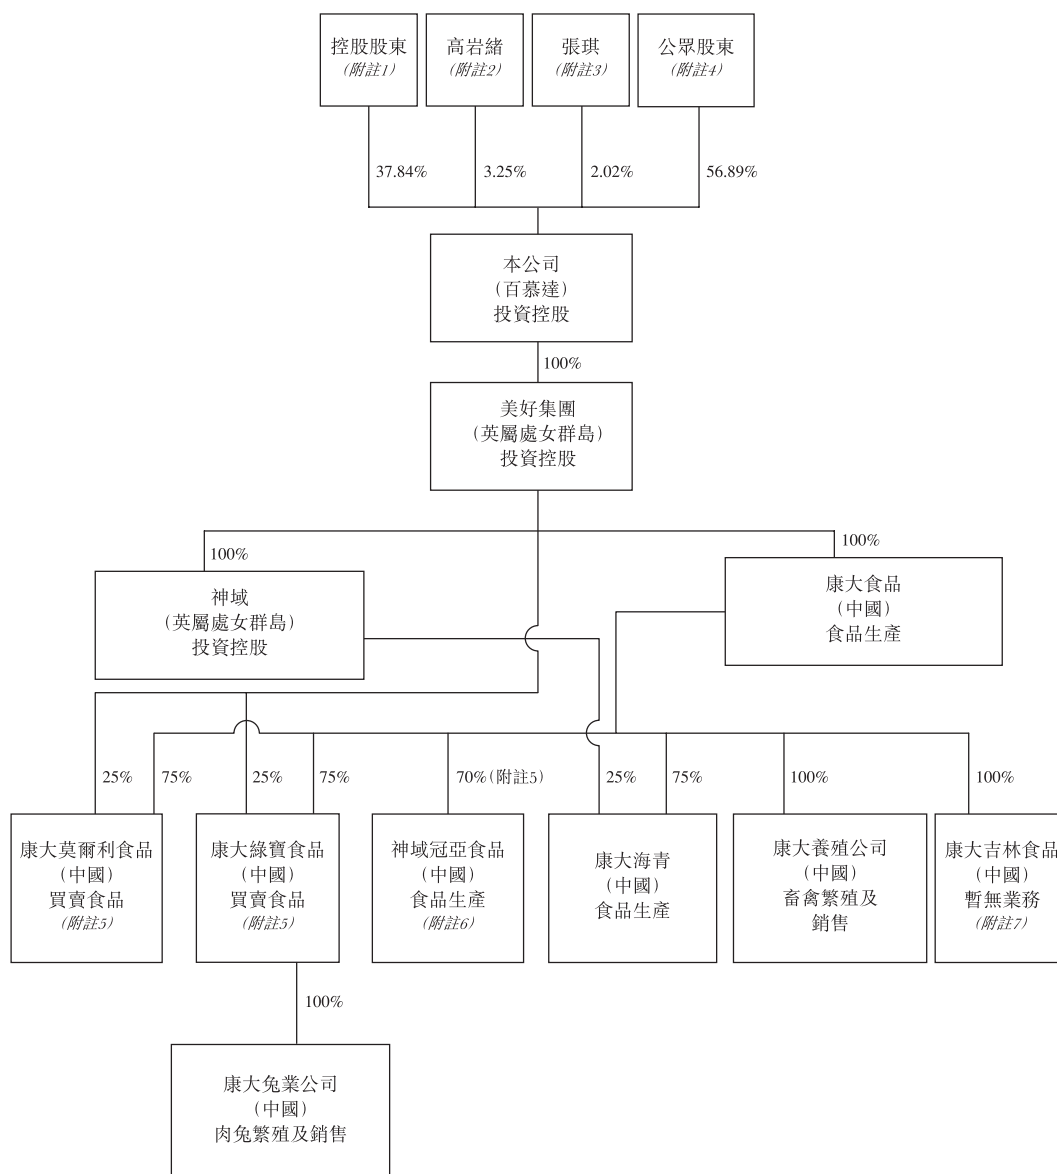 控股股東
(附註1)
高岩緒
(附註2)
張琪
(附註3)
公眾股東
(附註4)
37.84%
3.25%
2.02%
56.89%
本公司
(百慕達)
投資控股
100%
美好集團
(英屬處女群島)
投資控股
100%
100%
神域
(英屬處女群島)
投資控股
康大食品
(中國)
食品生產
25%
75%
25%
75%
70%(附註5)
25%
75%
100%
100%
康大莫爾利食品
(中國)
買賣食品
(附註5)
康大綠寶食品
(中國)
買賣食品
(附註5)
神域冠亞食品
(中國)
食品生產
(附註6)
康大海青
(中國)
食品生產
康大養殖公司
(中國)
畜禽繁殖及
銷售
康大吉林食品
(中國)
暫無業務
(附註7)
100%
康大兔業公司
(中國)
肉兔繁殖及銷售